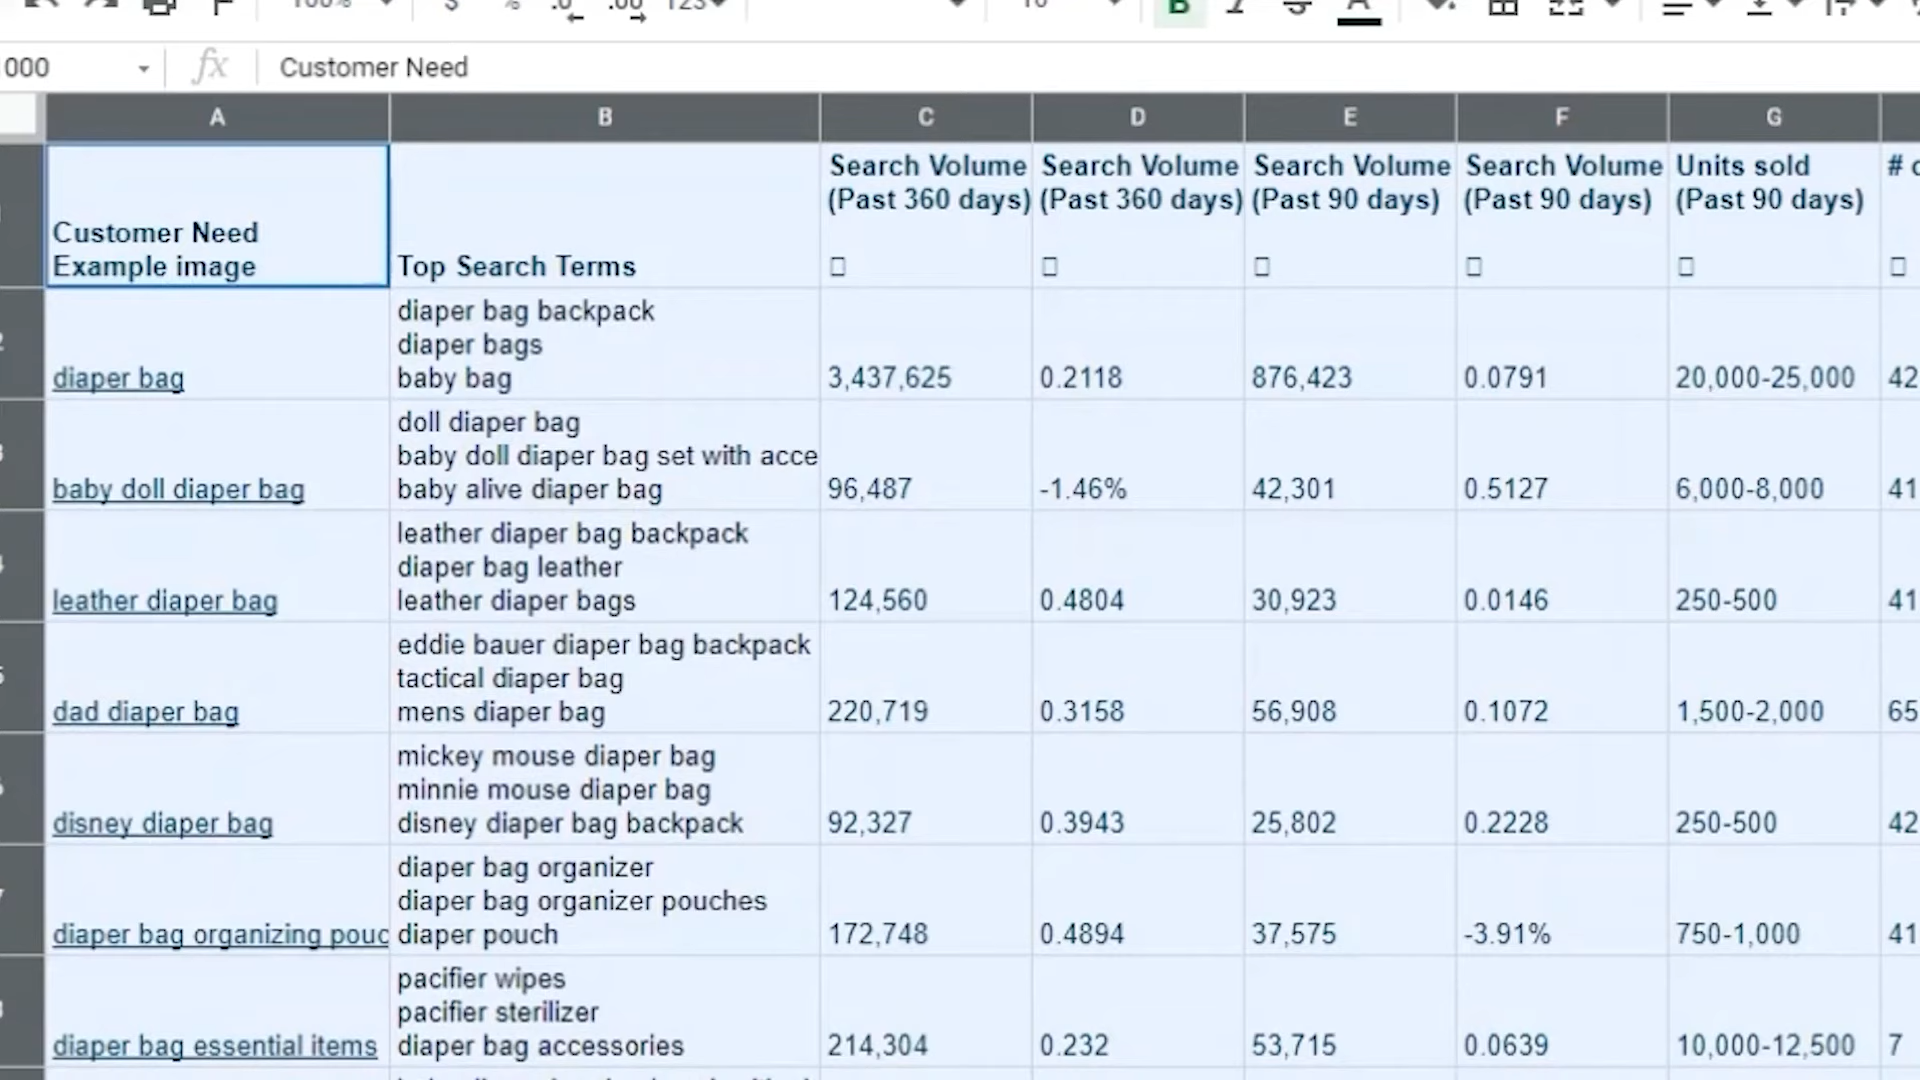 100%
$
%
.0
.00
123
10
B
000
fx
Customer Need
A
B
C
D
E
F
G
Customer Need
Example image
Top Search Terms
Search Volume
(Past 360 days)
Search Volume
(Past 360 days)
Search Volume
(Past 90 days)
Search Volume
(Past 90 days)
Units sold
(Past 90 days)
#
diaper bag
diaper bag backpack
diaper bags
baby bag
3,437,625
0.2118
876,423
0.0791
20,000-25,000
42
baby doll diaper bag
doll diaper bag
baby doll diaper bag set with acce
baby alive diaper bag
96,487
-1.46%
42,301
0.5127
6,000-8,000
41
leather diaper bag
leather diaper bag backpack
diaper bag leather
leather diaper bags
124,560
0.4804
30,923
0.0146
250-500
41
dad diaper bag
eddie bauer diaper bag backpack
tactical diaper bag
mens diaper bag
220,719
0.3158
56,908
0.1072
1,500-2,000
65
disney diaper bag
mickey mouse diaper bag
minnie mouse diaper bag
disney diaper bag backpack
92,327
0.3943
25,802
0.2228
250-500
42
diaper bag organizing pouc
diaper bag organizer
diaper bag organizer pouches
diaper pouch
172,748
0.4894
37,575
-3.91%
750-1,000
41
diaper bag essential items
pacifier wipes
pacifier sterilizer
diaper bag accessories
214,304
0.232
53,715
0.0639
10,000-12,500
7